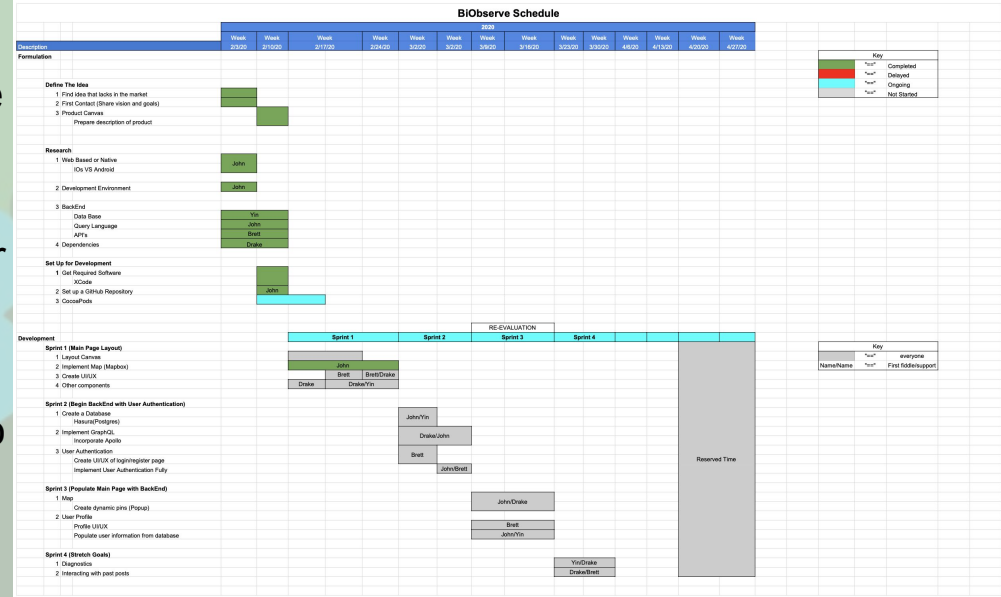 BiObserve Schedule
2020
Week Week Week Week Week Week Week Week Week Week Week Week Week Week
Description 2/3/20 2/10/20 2/17/20 2/24/20 3/2/20 3/2/20 3/9/20 3/16/20 3/23/20 3/30/20 4/6/20 4/13/20 4/20/20 4/27/20
Formulation
Key
"==" Completed
"==" Delayed
"==" Ongoing
"==" Not Started
Define The Idea
1 Find idea that lacks in the market
2 First Contact (Share vision and goals)
3 Product Canvas
Prepare description of product
Research
1 Web Based or Native
IOs VS Android
John
2 Development Environment John
3 BackEnd
Data Base Yin
Query Language John
API's Brett
4 Dependencies Drake
Set Up for Development
1 Get Required Software
XCode
2 Set up a GitHub Repository John
3 CocoaPods
RE-EVALUATION
Development Sprint 1 Sprint 2 Sprint 3 Sprint 4
Key
"==" everyone
Name/Name "==" First fiddle/support
Sprint 1 (Main Page Layout)
1 Layout Canvas
2 Implement Map (Mapbox) John
3 Create UI/UX Brett Brett/Drake
4 Other components Drake Drake/Yin
Sprint 2 (Begin BackEnd with User Authentication)
1 Create a Database
Hasura(Postgres)
John/Yin
2 Implement GraphQL
Incorporate Apollo
Drake/John
3 User Authentication
Create UI/UX of login/register page
Brett
Implement User Authentication Fully John/Brett
Reserved Time
Sprint 3 (Populate Main Page with BackEnd)
1 Map
Create dynamic pins (Popup)
John/Drake
2 User Profile
Profile UI/UX Brett
Populate user information from database John/Yin
Sprint 4 (Stretch Goals)
1 Diagnostics Yin/Drake
2 Interacting with past posts Drake/Brett